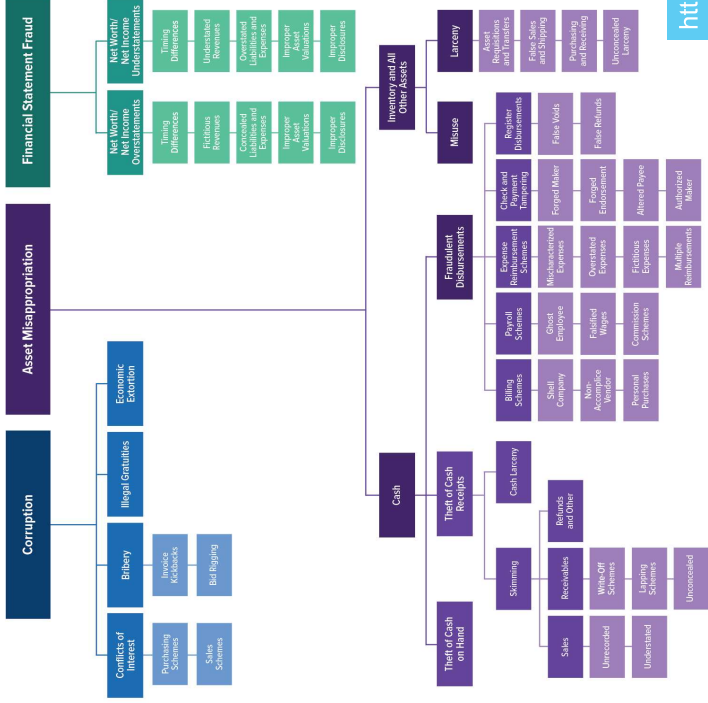 Corruption
Asset Misappropriation
Financial Statement Fraud
Conflicts of
Interest
Bribery
Illegal Gratuities
Economic
Extortion
Net Worth/
Net Income
Overstatements
Net Worth/
Net Income
Understatements
Purchasing
Schemes
Sales
Schemes
Invoice
Kickbacks
Bid Rigging
Timing
Differences
Fictitious
Revenues
Concealed
Liabilities and
Expenses
Improper
Asset
Valuations
Improper
Disclosures
Timing
Differences
Understated
Revenues
Overstated
Liabilities and
Expenses
Improper
Asset
Valuations
Improper
Disclosures
Cash
Inventory and All
Other Assets
Theft of Cash
on Hand
Theft of Cash
Receipts
Fraudulent
Disbursements
Misuse
Larceny
Asset
Requisitions
and Transfers
False Sales
and Shipping
Purchasing
and Receiving
Unconcealed
Larceny
Skimming
Cash Larceny
Sales
Receivables
Refunds
and Other
Unrecorded
Understated
Write-Off
Schemes
Lapping
Schemes
Unconcealed
Billing
Schemes
Shell
Company
Non-
Accomplice
Vendor
Personal
Purchases
Payroll
Schemes
Ghost
Employee
Falsified
Wages
Commission
Schemes
Expense
Reimbursement
Schemes
Mischaracterized
Expenses
Overstated
Expenses
Fictitious
Expenses
Multiple
Reimbursements
Check and
Payment
Tampering
Forged Maker
Forged
Endorsement
Altered Payee
Authorized
Maker
Register
Disbursements
False Voids
False Refunds
htt